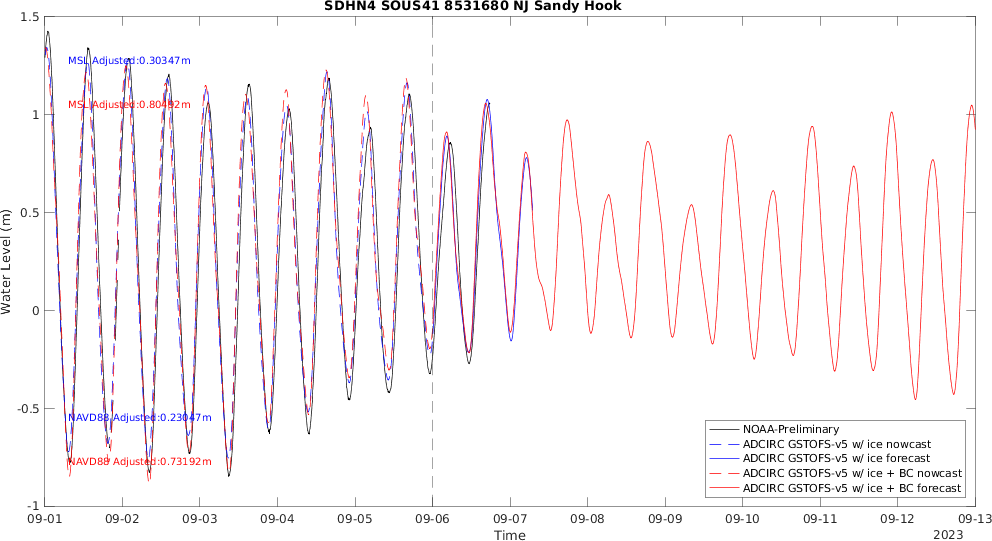 SDHN4 SOUS41 8531680 NJ Sandy Hook
1.5
1
0.5
0
-0.5
-1
Water Level (m)
MSL Adjusted:0.30347m
MSL Adjusted:0.80492m
NAVD88 Adjusted:0.23047m
NAVD88 Adjusted:0.73192m
NOAA-Preliminary
ADCIRC GSTOFS-v5 w/ ice nowcast
ADCIRC GSTOFS-v5 w/ ice forecast
ADCIRC GSTOFS-v5 w/ ice + BC nowcast
ADCIRC GSTOFS-v5 w/ ice + BC forecast
09-01 09-02 09-03 09-04 09-05 09-06 09-07 09-08 09-09 09-10 09-11 09-12 09-13
Time
2023